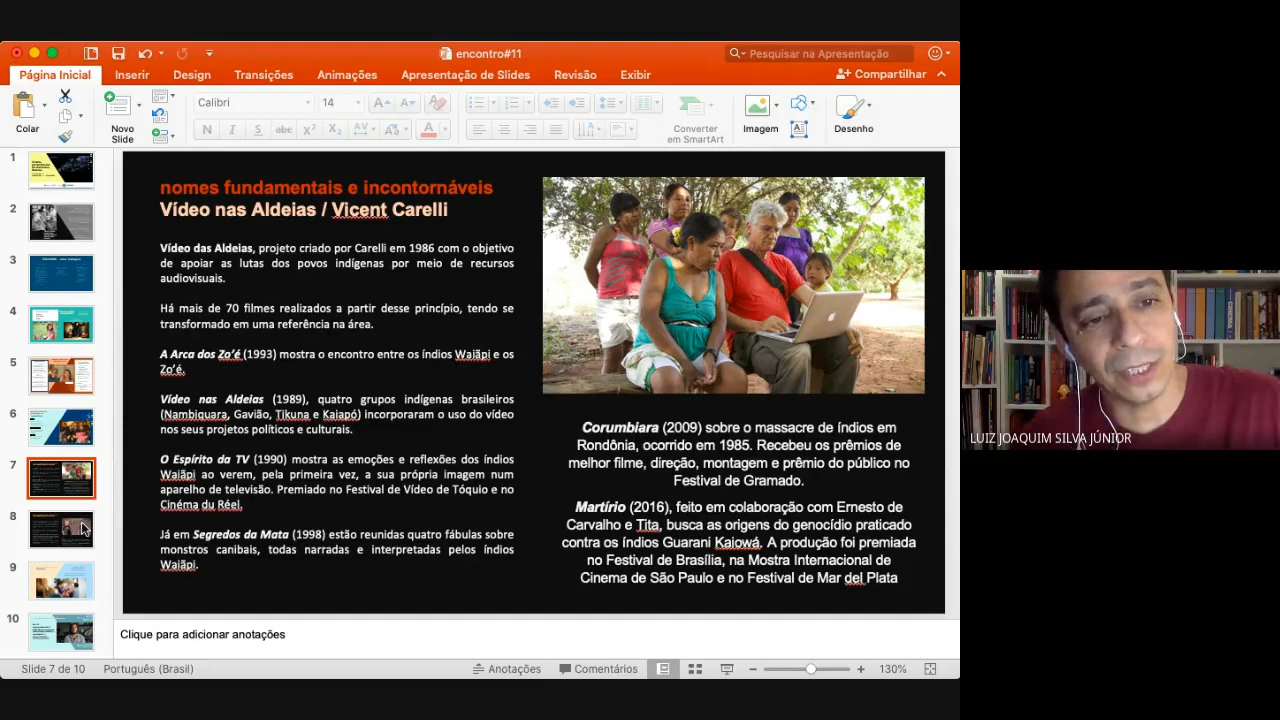 encontro#11
Pesquisar na Apresentação
Página Inicial
Inserir
Design
Transições
Animações
Apresentação de Slides
Revisão
Exibir
Compartilhar
Colar
Novo
Slide
Calibri
14
Converter
em SmartArt
Imagem
Desenho
1
2
3
4
5
6
7
8
9
10
nomes fundamentais e incontornáveis
Vídeo nas Aldeias / Vicent Carelli
Vídeo das Aldeias, projeto criado por Carelli em 1986 com o objetivo
de apoiar as lutas dos povos indígenas por meio de recursos
audiovisuais.
Há mais de 70 filmes realizados a partir desse princípio, tendo se
transformado em uma referência na área.
A Arca dos Zo’é (1993) mostra o encontro entre os índios Waiãpi e os
Zo’é.
Vídeo nas Aldeias (1989), quatro grupos indígenas brasileiros
(Nambiquara, Gavião, Tikuna e Kaiapó) incorporaram o uso do vídeo
nos seus projetos políticos e culturais.
O Espírito da TV (1990) mostra as emoções e reflexões dos índios
Waiãpi ao verem, pela primeira vez, a sua própria imagem num
aparelho de televisão. Premiado no Festival de Vídeo de Tóquio e no
Cinéma du Réel.
Já em Segredos da Mata (1998) estão reunidas quatro fábulas sobre
monstros canibais, todas narradas e interpretadas pelos índios
Waiãpi.
Corumbiara (2009) sobre o massacre de índios em
Rondônia, ocorrido em 1985. Recebeu os prêmios de
melhor filme, direção, montagem e prêmio do público no
Festival de Gramado.
Martírio (2016), feito em colaboração com Ernesto de
Carvalho e Tita, busca as origens do genocídio praticado
contra os índios Guarani Kaiowá. A produção foi premiada
no Festival de Brasília, na Mostra Internacional de
Cinema de São Paulo e no Festival de Mar del Plata
LUIZ JOAQUIM SILVA JÚNIOR
Clique para adicionar anotações
Slide 7 de 10
Português (Brasil)
Anotações
Comentários
130%